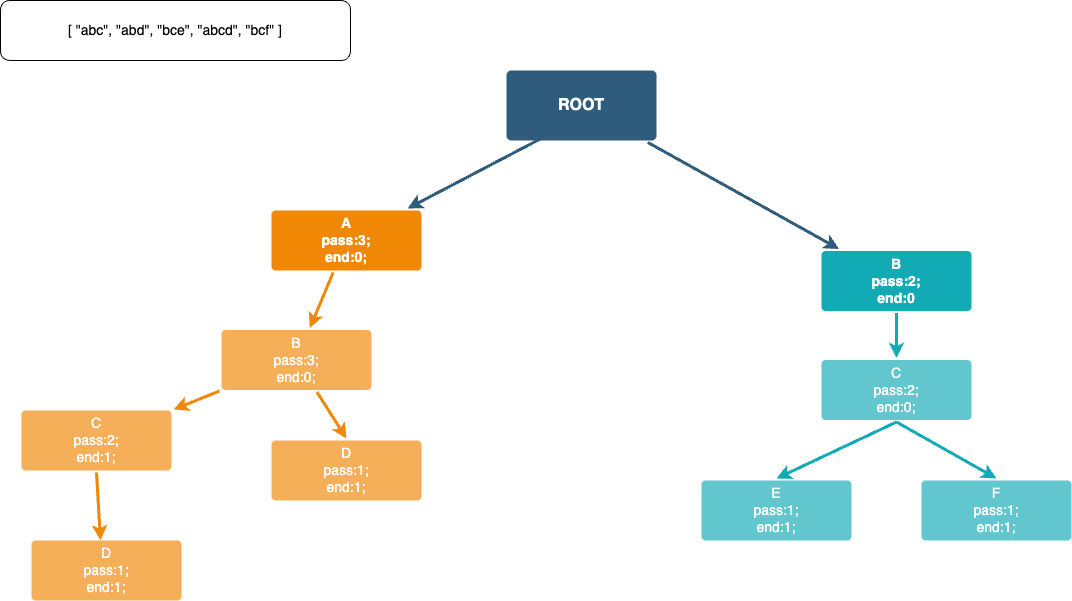 [ "abc", "abd", "bce", "abcd", "bcf" ]
ROOT
A
pass:3;
end:0;
B
pass:2;
end:0
B
pass:3;
end:0;
C
pass:2;
end:0;
C
pass:2;
end:1;
D
pass:1;
end:1;
E
pass:1;
end:1;
F
pass:1;
end:1;
D
pass:1;
end:1;